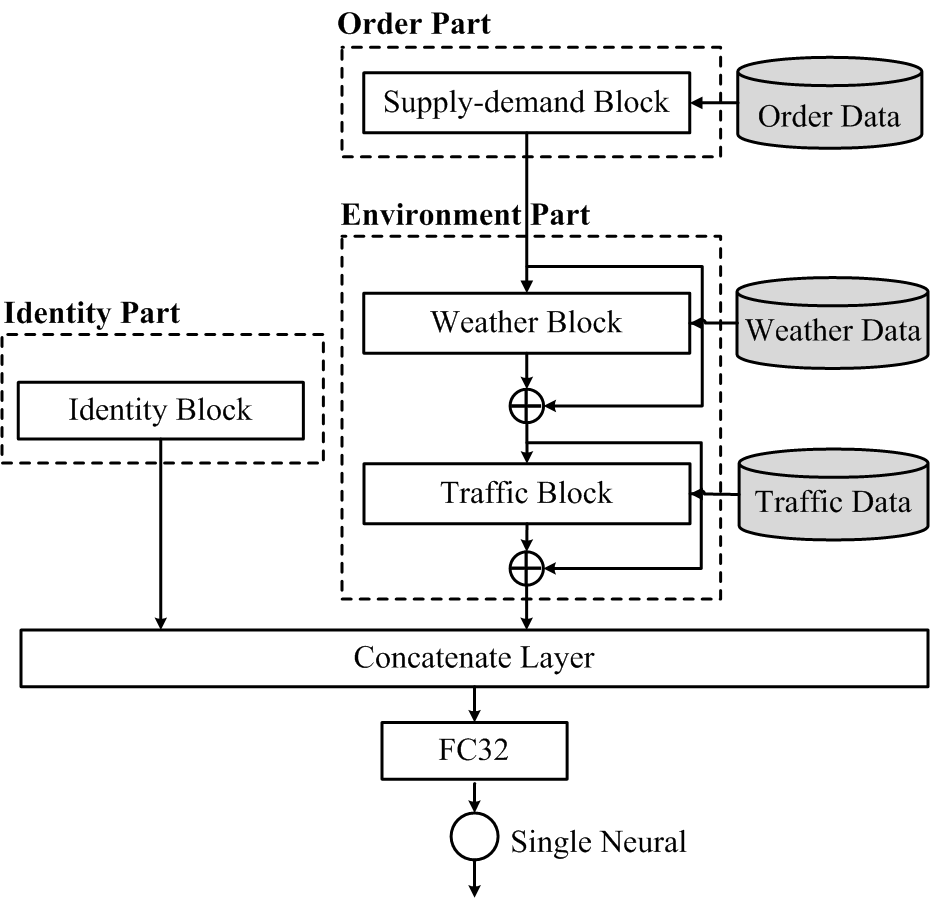 Order Part
Supply-demand Block
Order Data
Environment Part
Weather Block
Weather Data
Identity Part
Identity Block
Traffic Block
Traffic Data
Concatenate Layer
FC32
Single Neural